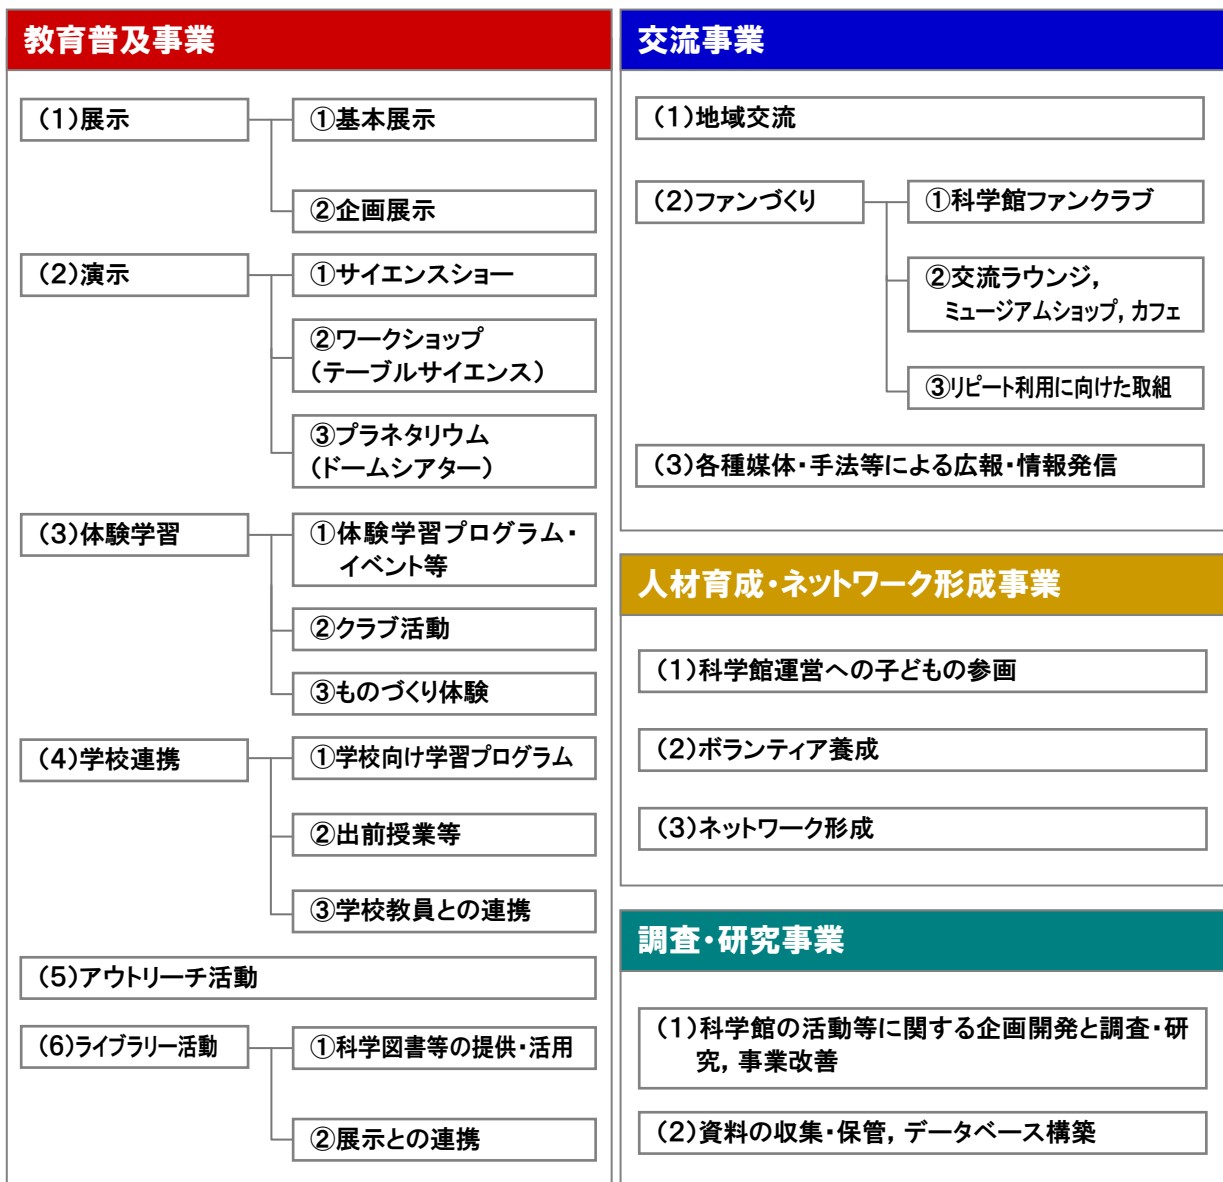 教育普及事業
(1)展示
①基本展示
②企画展示
(2)演示
①サイエンスショー
②ワークショップ
(テーブルサイエンス)
③プラネタリウム
(ドームシアター)
(3)体験学習
①体験学習プログラム・
イベント等
②クラブ活動
③ものづくり体験
(4)学校連携
①学校向け学習プログラム
②出前授業等
③学校教員との連携
(5)アウトリーチ活動
(6)ライブラリー活動
①科学図書等の提供・活用
②展示との連携
交流事業
(1)地域交流
(2)ファンづくり
①科学館ファンクラブ
②交流ラウンジ,
ミュージアムショップ, カフェ
③リピート利用に向けた取組
(3)各種媒体・手法等による広報・情報発信
人材育成・ネットワーク形成事業
(1)科学館運営への子どもの参画
(2)ボランティア養成
(3)ネットワーク形成
調査・研究事業
(1)科学館の活動等に関する企画開発と調査・研
究, 事業改善
(2)資料の収集・保管, データベース構築